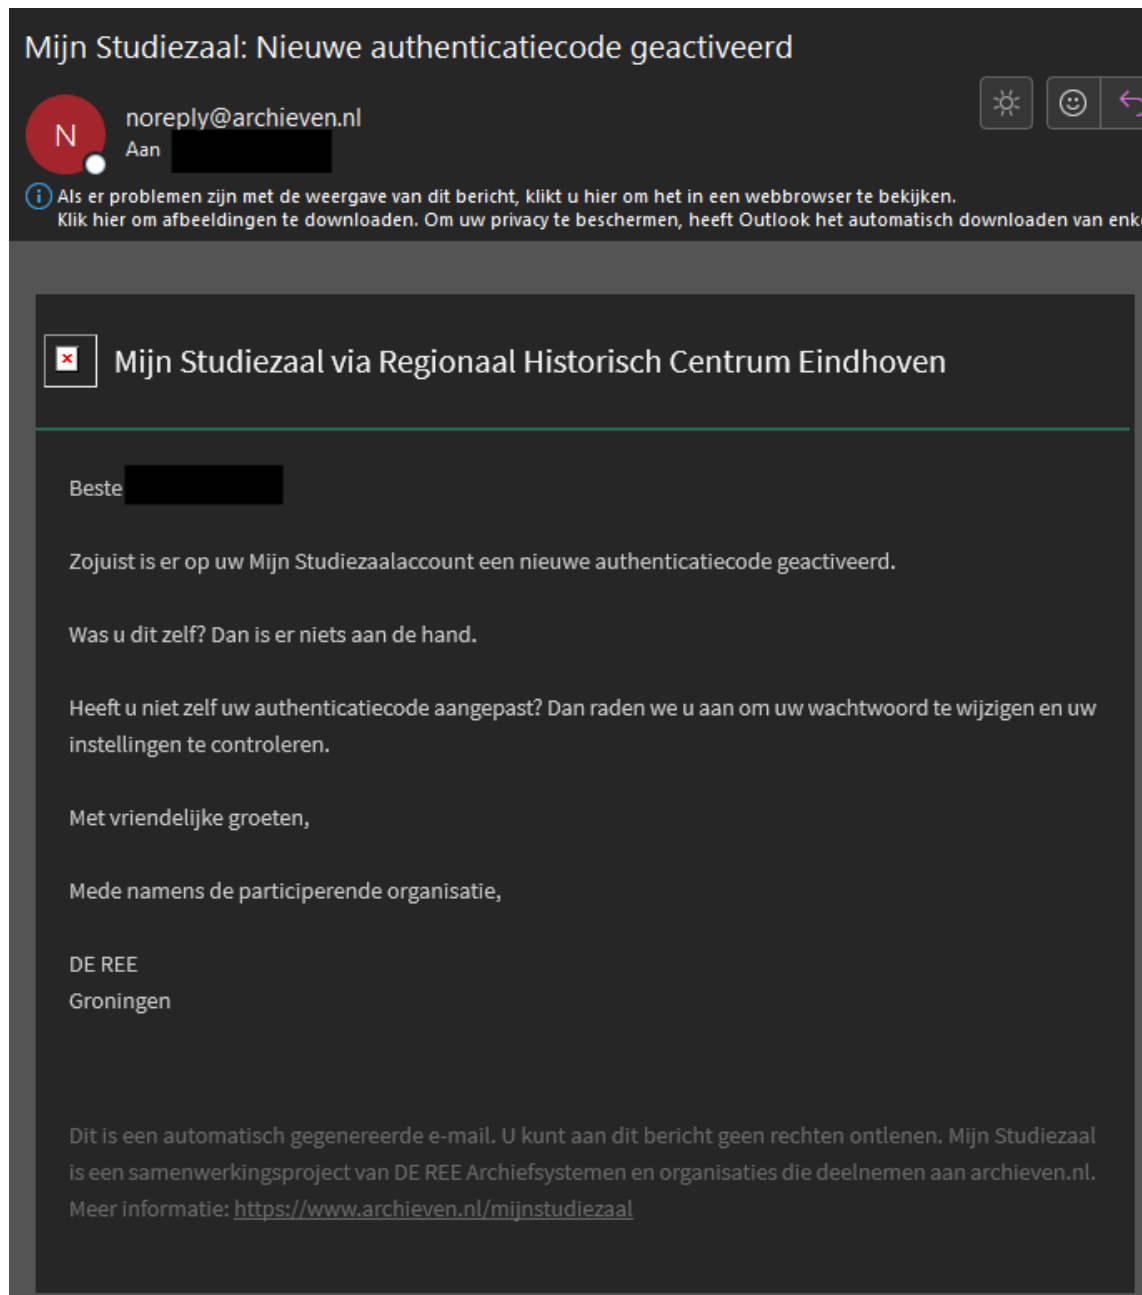 Mijn Studiezaal: Nieuwe authenticatiecode geactiveerd
N
noreply@archieven.nl
Aan
Als er problemen zijn met de weergave van dit bericht, klikt u hier om het in een webbrowser te bekijken.
Klik hier om afbeeldingen te downloaden. Om uw privacy te beschermen, heeft Outlook het automatisch downloaden van
Mijn Studiezaal via Regionaal Historisch Centrum Eindhoven
Beste
Zojuist is er op uw Mijn Studiezaalaccount een nieuwe authenticatiecode geactiveerd.
Was u dit zelf? Dan is er niets aan de hand.
Heeft u niet zelf uw authenticatiecode aangepast? Dan raden we u aan om uw wachtwoord te wijzigen en uw
instellingen te controleren.
Met vriendelijke groeten,
Mede namens de participerende organisatie,
DE REE
Groningen
Dit is een automatisch gegenereerde e-mail. U kunt aan dit bericht geen rechten ontlenen. Mijn Studiezaal
is een samenwerkingsproject van DE REE Archiefsystemen en organisaties die deelnemen aan archieven.nl.
Meer informatie: https://www.archieven.nl/mijnstudiezaal